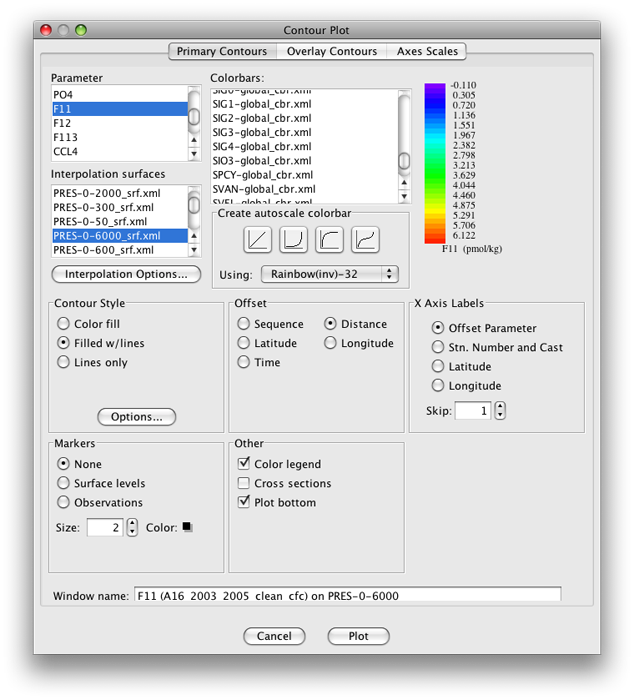 Contour Plot
Primary Contours Overlay Contours Axes Scales
Parameter
PO4
F11
F12
F113
CCL4
Interpolation surfaces
PRES-0-2000_srf.xml
PRES-0-300_srf.xml
PRES-0-50_srf.xml
PRES-0-6000_srf.xml
PRES-0-600_srf.xml
Interpolation Options...
Colorbars:
SIG0-global_cbr.xml
SIG1-global_cbr.xml
SIG2-global_cbr.xml
SIG3-global_cbr.xml
SIG4-global_cbr.xml
SIO3-global_cbr.xml
SPCY-global_cbr.xml
SVAN-global_cbr.xml
SVEL-global_cbr.xml
Create autoscale colorbar
Using: Rainbow(inv)-32
-0.110
0.305
0.720
1.136
1.551
1.967
2.382
2.798
3.213
3.629
4.044
4.460
4.875
5.291
5.706
6.122
F11 (pmol/kg)
Contour Style
Color fill
Filled w/lines
Lines only
Options...
Offset
Sequence Distance
Latitude Longitude
Time
X Axis Labels
Offset Parameter
Stn. Number and Cast
Latitude
Longitude
Skip: 1
Markers
None
Surface levels
Observations
Size: 2 Color:
Other
Color legend
Cross sections
Plot bottom
Window name: F11 (A16_2003_2005_clean_cfc) on PRES-0-6000
Cancel Plot